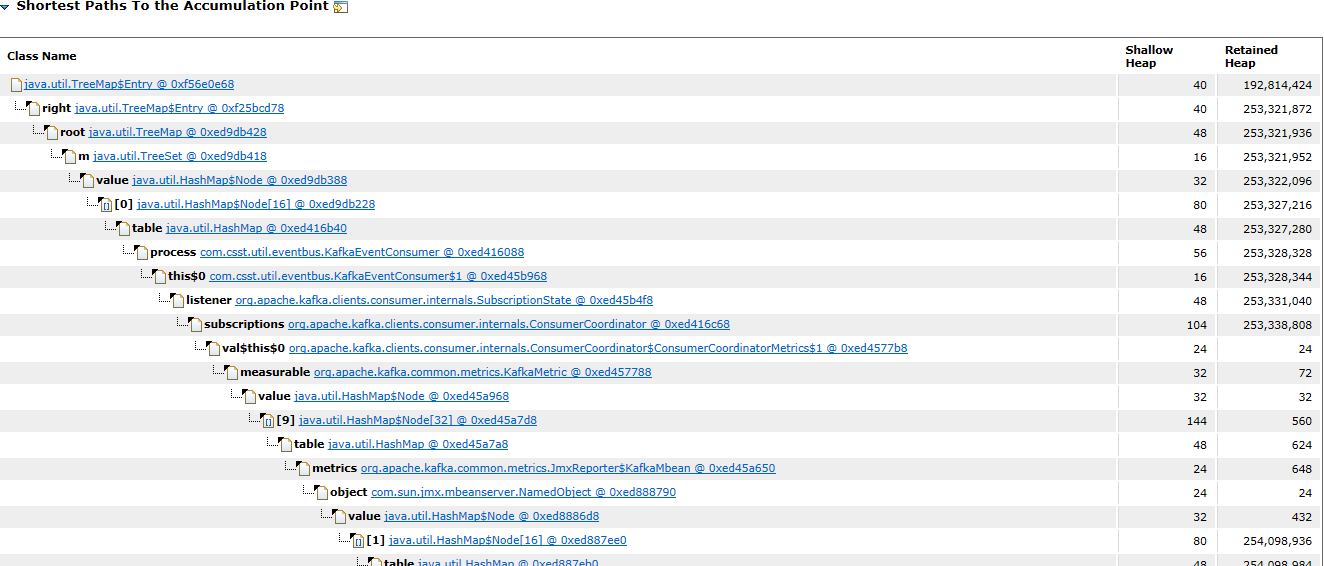 Shortest Paths To the Accumulation Point
Class Name Shallow Heap Retained Heap
java.util.TreeMap$Entry @ 0xf56e0e68 40 192,814,424
right java.util.TreeMap$Entry @ 0xf25bcd78 40 253,321,872
root java.util.TreeMap @ 0xed9db428 48 253,321,936
m java.util.TreeSet @ 0xed9db418 16 253,321,952
value java.util.HashMap$Node @ 0xed9db388 32 253,322,096
[0] java.util.HashMap$Node[16] @ 0xed9db228 80 253,327,216
table java.util.HashMap @ 0xed416b40 48 253,327,280
process com.csst.util.eventbus.KafkaEventConsumer @ 0xed416088 56 253,328,328
this$0 com.csst.util.eventbus.KafkaEventConsumer$1 @ 0xed45b968 16 253,328,344
listener org.apache.kafka.clients.consumer.internals.SubscriptionState @ 0xed45b4f8 48 253,331,040
subscriptions org.apache.kafka.clients.consumer.internals.ConsumerCoordinator @ 0xed416c68 104 253,338,808
val$this$0 org.apache.kafka.clients.consumer.internals.ConsumerCoordinator$ConsumerCoordinatorMetrics$1 @ 0xed4577b8 24 24
measurable org.apache.kafka.common.metrics.KafkaMetric @ 0xed457788 32 72
value java.util.HashMap$Node @ 0xed45a968 32 32
[9] java.util.HashMap$Node[32] @ 0xed45a7d8 144 560
table java.util.HashMap @ 0xed45a7a8 48 624
metrics org.apache.kafka.common.metrics.JmxReporter$KafkaMbean @ 0xed45a650 24 648
object com.sun.jmx.mbeanserver.NamedObject @ 0xed888790 24 24
value java.util.HashMap$Node @ 0xed8886d8 32 432
[1] java.util.HashMap$Node[16] @ 0xed887ee0 80 254,098,936
table java.util.HashMap @ 0xed887eb0 48 254,098,984